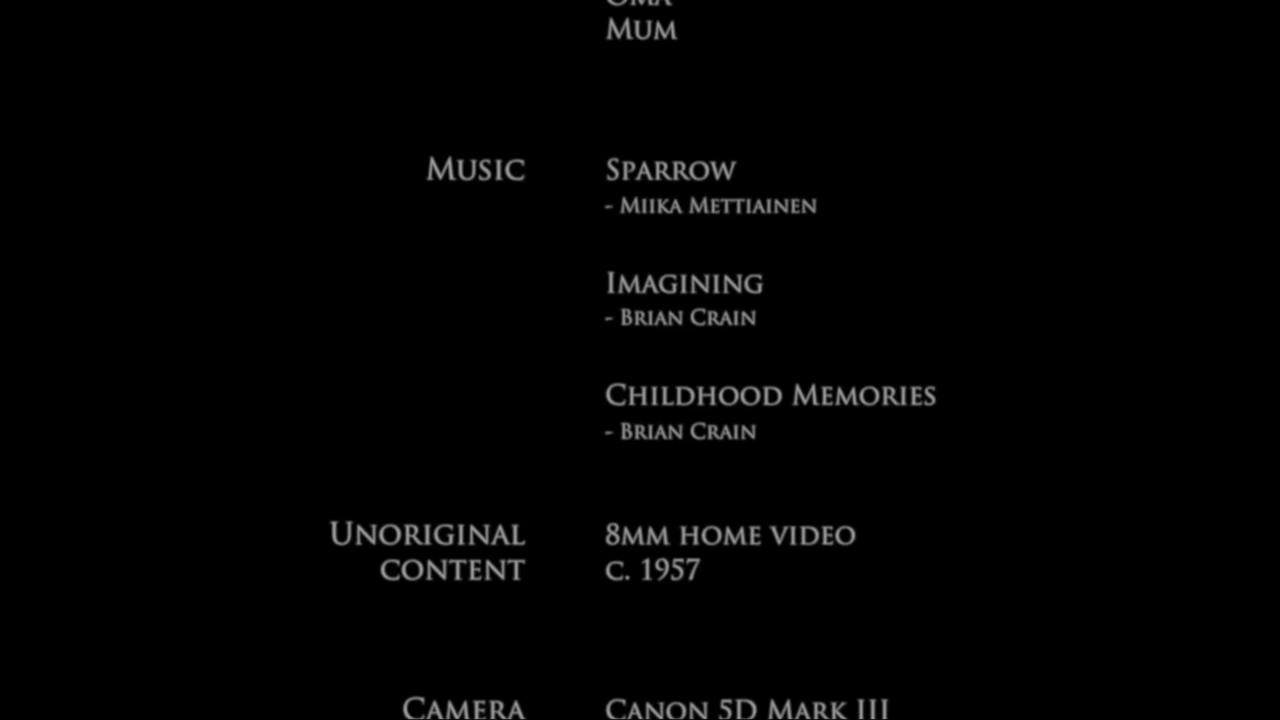 Oma
Mum
Music Sparrow
- Miika Mettiainen
Imagining
- Brian Crain
Childhood Memories
- Brian Crain
Unoriginal 8mm home video
content c. 1957
Camera Canon 5D Mark III